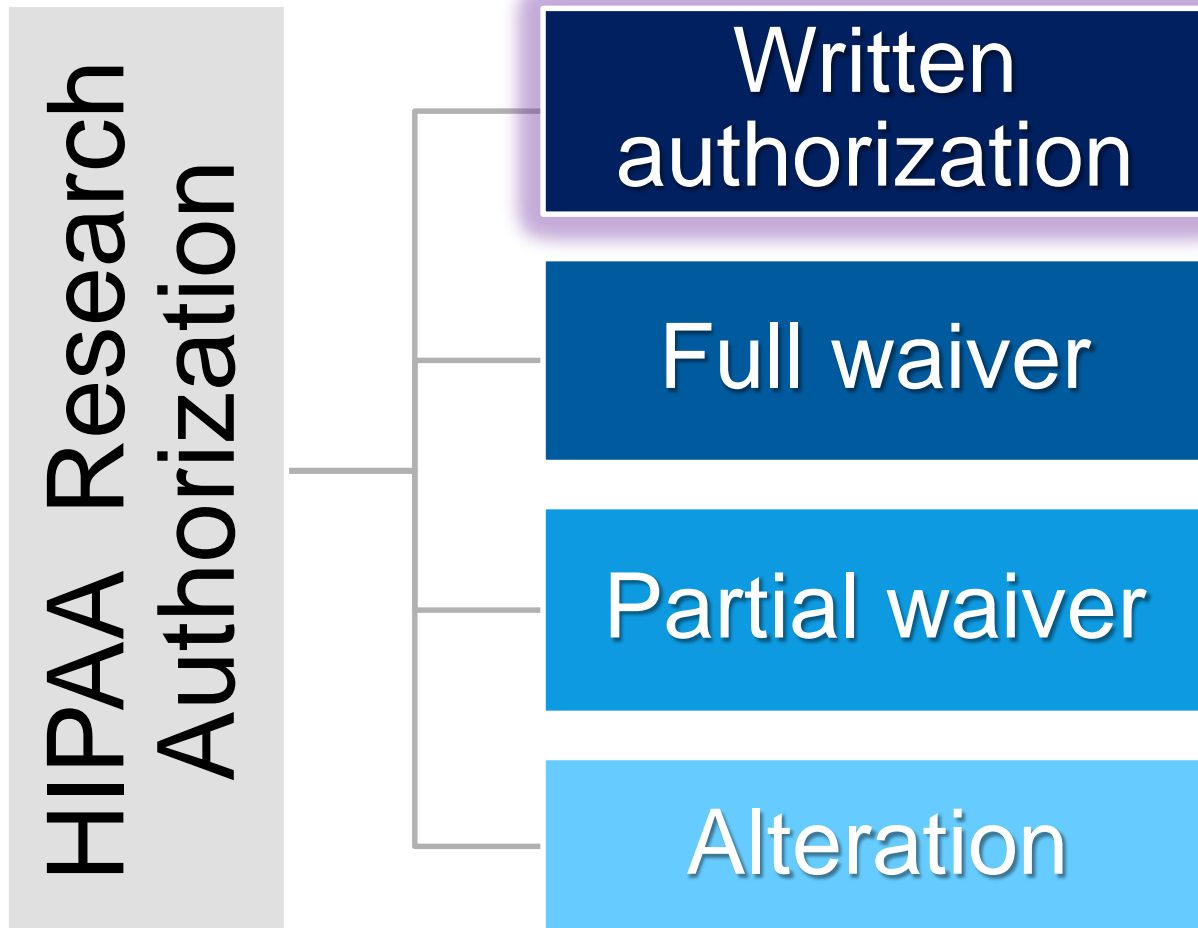 HIPAA Research
Authorization
Written
authorization
Full waiver
Partial waiver
Alteration